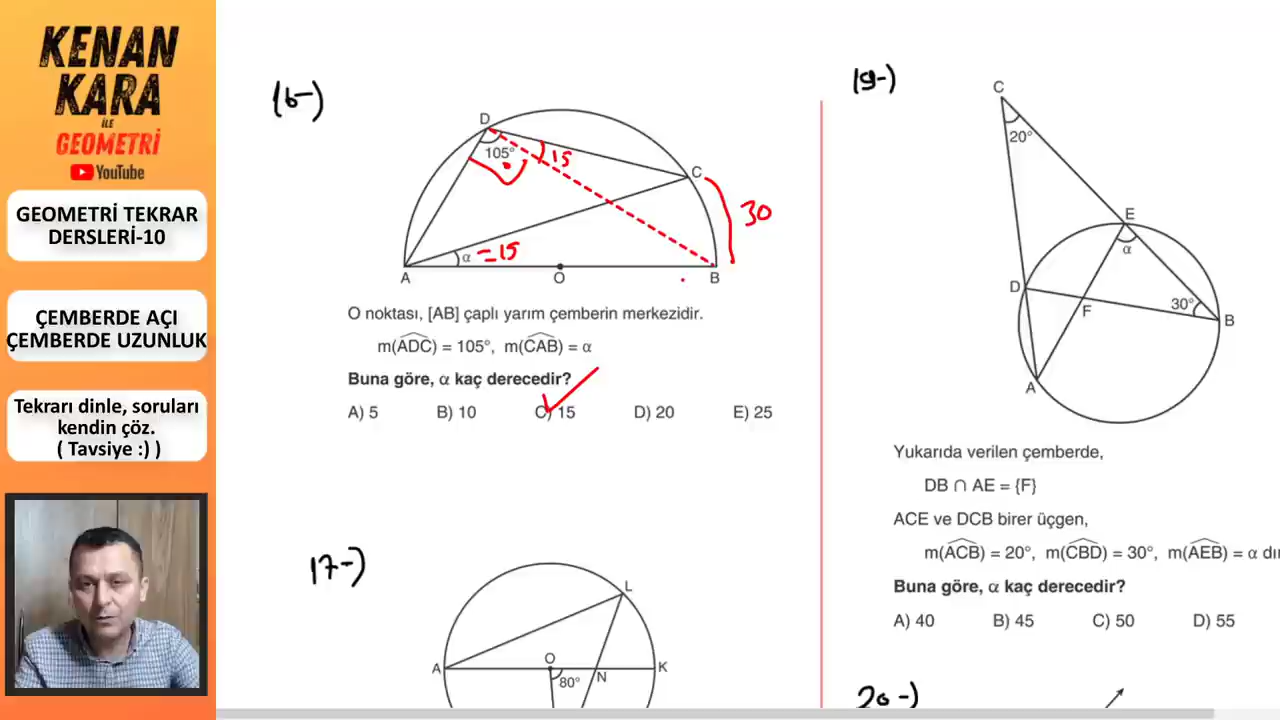 KENAN
KARA
İLE
GEOMETRİ
YouTube
GEOMETRİ TEKRAR
DERSLERİ-10
ÇEMBERDE AÇI
ÇEMBERDE UZUNLUK
Tekrarı dinle, soruları
kendin çöz.
( Tavsiye :) )
16-)
D
105°
15
C
30
α
=15
A
O
B
O noktası, [AB] çaplı yarım çemberin merkezidir.
m(ADC) = 105°, m(CAB) = α
Buna göre, α kaç derecedir?
A) 5 B) 10 C) 15 D) 20 E) 25
17-)
L
A
O
N
K
80°
19-)
C
20°
E
α
D
F
30°
B
A
Yukarıda verilen çemberde,
DB ∩ AE = {F}
ACE ve DCB birer üçgen,
m(ACB) = 20°, m(CBD) = 30°, m(AEB) = α dı
Buna göre, α kaç derecedir?
A) 40 B) 45 C) 50 D) 55
20-)